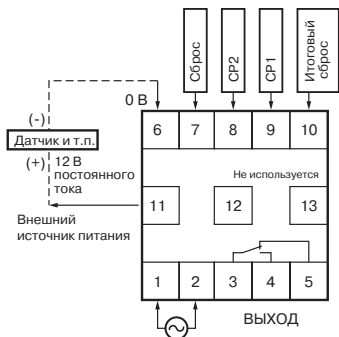 Сброс
СР2
СР1
Итоговый
сброс
0 В
(-)
6
7
8
9
10
Датчик и т.п.
(+)
12 В
постоянного
тока
Не используется
11
12
13
Внешний
источник питания
1
2
3
4
5
ВЫХОД